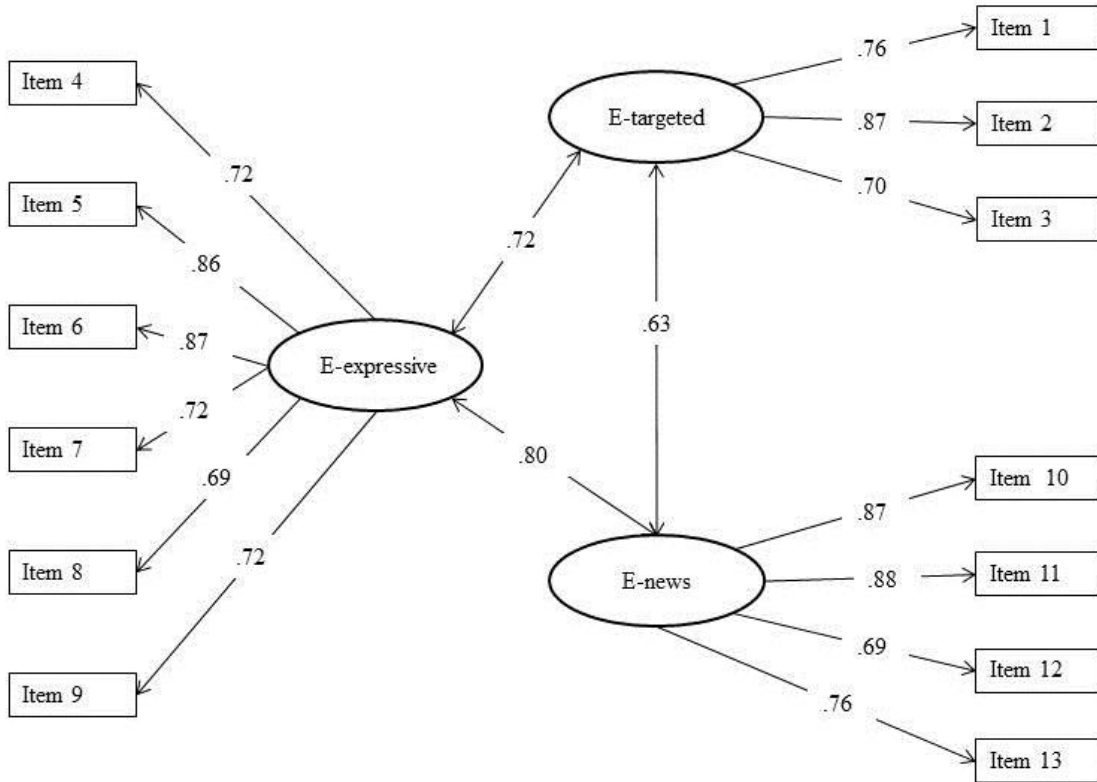 Item 1
.76
Item 4
E-targeted
.87
Item 2
.72
.70
Item 5
Item 3
.72
.86
Item 6
.87
.63
E-expressive
.72
Item 7
.80
Item 10
.69
.87
.72
Item 8
E-news
.88
Item 11
.69
Item 12
Item 9
.76
Item 13